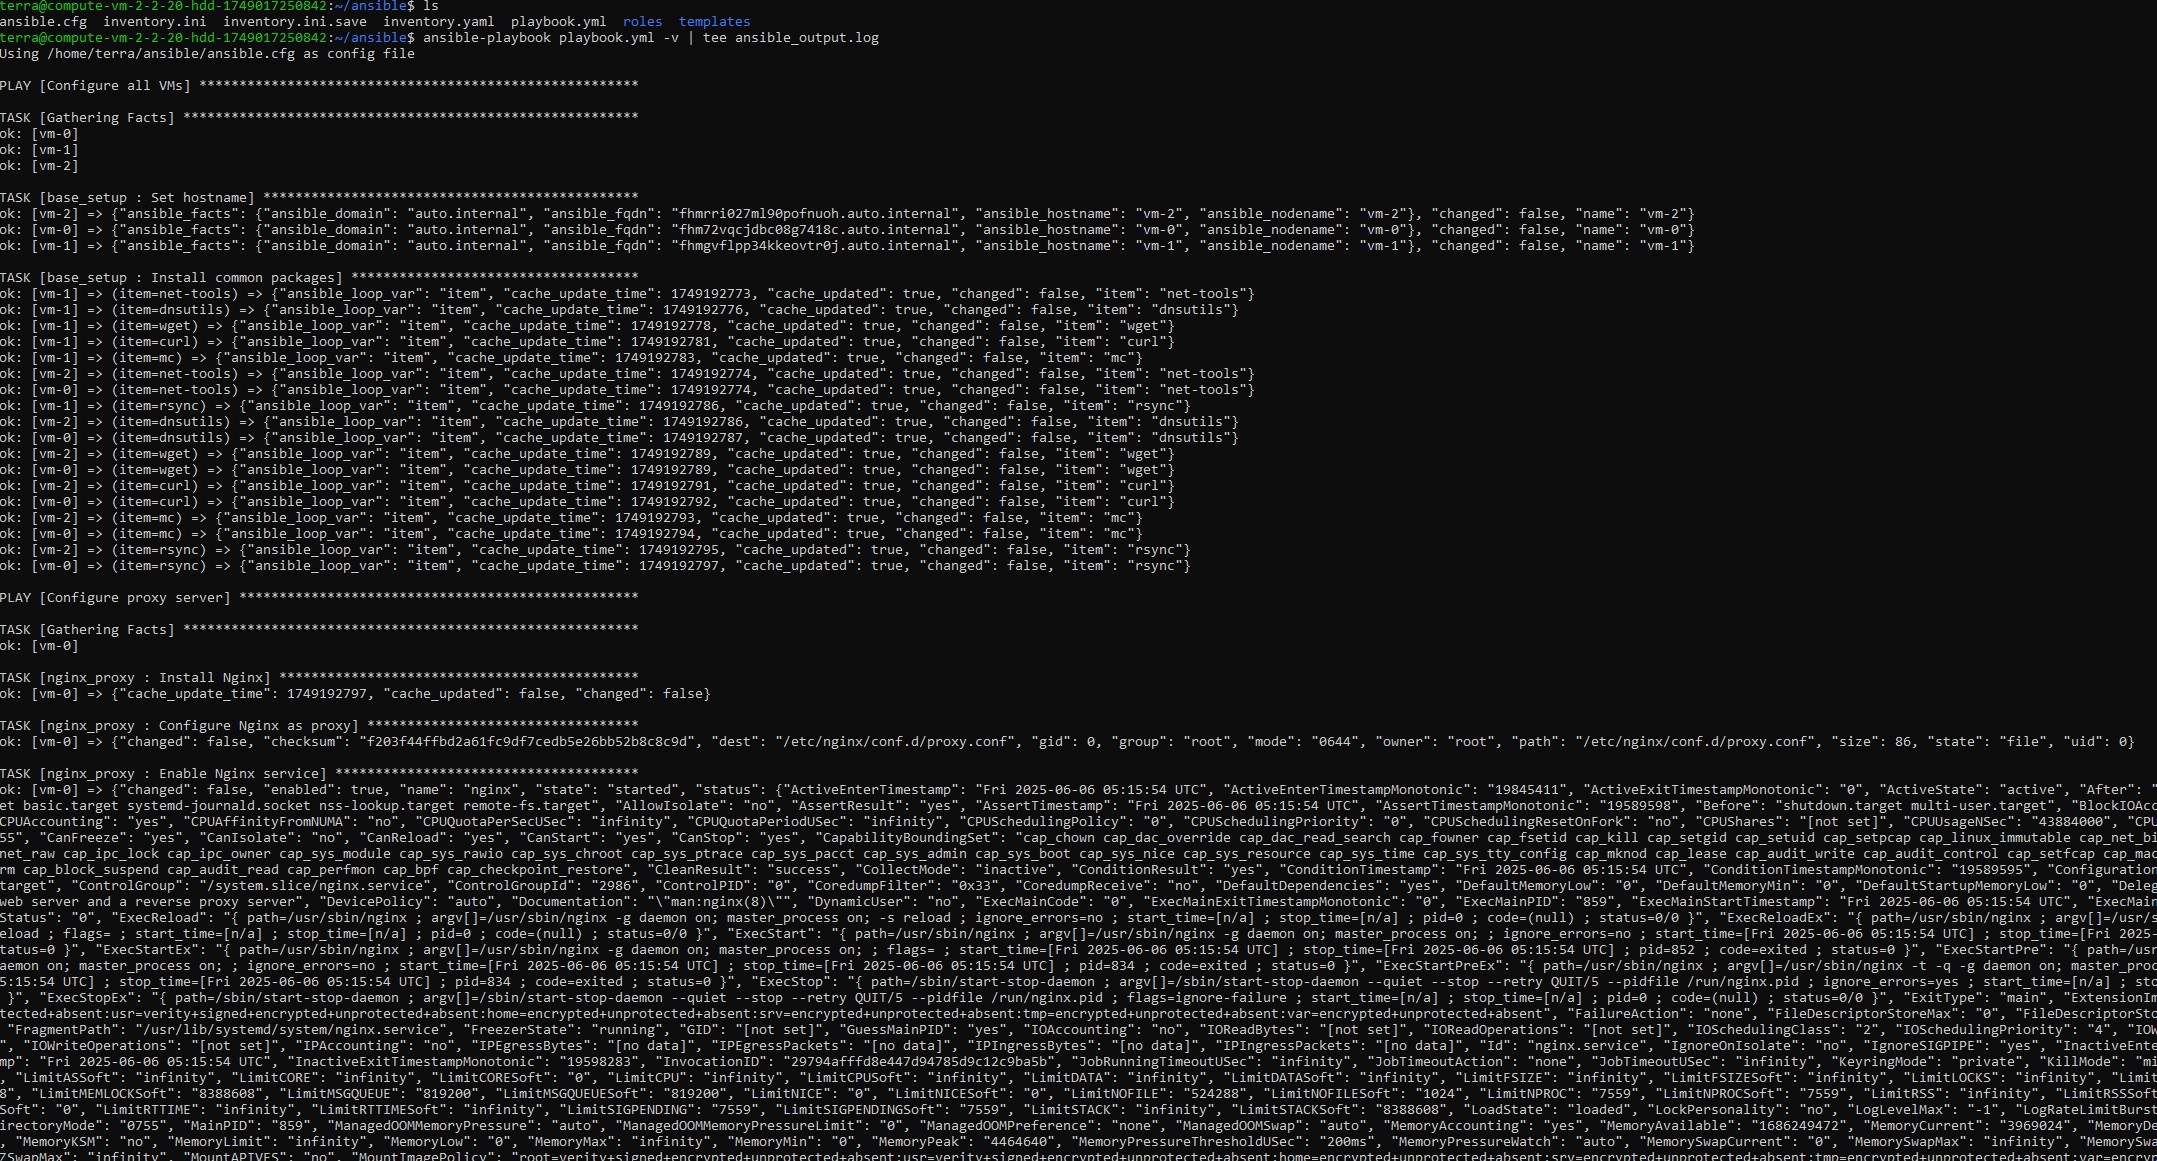 terra@compute-vm-2-2-20-hdd-1749017250842:~/ansible$ ls
ansible.cfg  inventory.ini  inventory.ini.save  inventory.yaml  playbook.yml  roles  templates
terra@compute-vm-2-2-20-hdd-1749017250842:~/ansible$ ansible-playbook playbook.yml -v | tee ansible_output.log
Using /home/terra/ansible/ansible.cfg as config file
PLAY [Configure all VMs] *******************************************************
TASK [Gathering Facts] *********************************************************
ok: [vm-0]
ok: [vm-1]
ok: [vm-2]
TASK [base_setup : Set hostname] ***********************************************
ok: [vm-2] => {"ansible_facts": {"ansible_domain": "auto.internal", "ansible_fqdn": "fhmrri027ml90pofnuoh.auto.internal", "ansible_hostname": "vm-2", "ansible_nodename": "vm-2"}, "changed": false, "name": "vm-2"}
ok: [vm-0] => {"ansible_facts": {"ansible_domain": "auto.internal", "ansible_fqdn": "fhm72vqcjdbc08g7418c.auto.internal", "ansible_hostname": "vm-0", "ansible_nodename": "vm-0"}, "changed": false, "name": "vm-0"}
ok: [vm-1] => {"ansible_facts": {"ansible_domain": "auto.internal", "ansible_fqdn": "fhmgvflpp34kkeovtr0j.auto.internal", "ansible_hostname": "vm-1", "ansible_nodename": "vm-1"}, "changed": false, "name": "vm-1"}
TASK [base_setup : Install common packages] ************************************
ok: [vm-1] => (item=net-tools) => {"ansible_loop_var": "item", "cache_update_time": 1749192773, "cache_updated": true, "changed": false, "item": "net-tools"}
ok: [vm-1] => (item=dnsutils) => {"ansible_loop_var": "item", "cache_update_time": 1749192776, "cache_updated": true, "changed": false, "item": "dnsutils"}
ok: [vm-1] => (item=wget) => {"ansible_loop_var": "item", "cache_update_time": 1749192778, "cache_updated": true, "changed": false, "item": "wget"}
ok: [vm-1] => (item=curl) => {"ansible_loop_var": "item", "cache_update_time": 1749192781, "cache_updated": true, "changed": false, "item": "curl"}
ok: [vm-1] => (item=mc) => {"ansible_loop_var": "item", "cache_update_time": 1749192783, "cache_updated": true, "changed": false, "item": "mc"}
ok: [vm-2] => (item=net-tools) => {"ansible_loop_var": "item", "cache_update_time": 1749192774, "cache_updated": true, "changed": false, "item": "net-tools"}
ok: [vm-0] => (item=net-tools) => {"ansible_loop_var": "item", "cache_update_time": 1749192774, "cache_updated": true, "changed": false, "item": "net-tools"}
ok: [vm-1] => (item=rsync) => {"ansible_loop_var": "item", "cache_update_time": 1749192786, "cache_updated": true, "changed": false, "item": "rsync"}
ok: [vm-2] => (item=dnsutils) => {"ansible_loop_var": "item", "cache_update_time": 1749192786, "cache_updated": true, "changed": false, "item": "dnsutils"}
ok: [vm-0] => (item=dnsutils) => {"ansible_loop_var": "item", "cache_update_time": 1749192787, "cache_updated": true, "changed": false, "item": "dnsutils"}
ok: [vm-2] => (item=wget) => {"ansible_loop_var": "item", "cache_update_time": 1749192789, "cache_updated": true, "changed": false, "item": "wget"}
ok: [vm-0] => (item=wget) => {"ansible_loop_var": "item", "cache_update_time": 1749192789, "cache_updated": true, "changed": false, "item": "wget"}
ok: [vm-2] => (item=curl) => {"ansible_loop_var": "item", "cache_update_time": 1749192791, "cache_updated": true, "changed": false, "item": "curl"}
ok: [vm-0] => (item=curl) => {"ansible_loop_var": "item", "cache_update_time": 1749192792, "cache_updated": true, "changed": false, "item": "curl"}
ok: [vm-2] => (item=mc) => {"ansible_loop_var": "item", "cache_update_time": 1749192793, "cache_updated": true, "changed": false, "item": "mc"}
ok: [vm-0] => (item=mc) => {"ansible_loop_var": "item", "cache_update_time": 1749192794, "cache_updated": true, "changed": false, "item": "mc"}
ok: [vm-2] => (item=rsync) => {"ansible_loop_var": "item", "cache_update_time": 1749192795, "cache_updated": true, "changed": false, "item": "rsync"}
ok: [vm-0] => (item=rsync) => {"ansible_loop_var": "item", "cache_update_time": 1749192797, "cache_updated": true, "changed": false, "item": "rsync"}
PLAY [Configure proxy server] **************************************************
TASK [Gathering Facts] *********************************************************
ok: [vm-0]
TASK [nginx_proxy : Install Nginx] *********************************************
ok: [vm-0] => {"cache_update_time": 1749192797, "cache_updated": false, "changed": false}
TASK [nginx_proxy : Configure Nginx as proxy] **********************************
ok: [vm-0] => {"changed": false, "checksum": "f203f44ffbd2a61fc9df7cedb5e26bb52b8c8c9d", "dest": "/etc/nginx/conf.d/proxy.conf", "gid": 0, "group": "root", "mode": "0644", "owner": "root", "path": "/etc/nginx/conf.d/proxy.conf", "size": 86, "state": "file", "uid": 0}
TASK [nginx_proxy : Enable Nginx service] **************************************
ok: [vm-0] => {"changed": false, "enabled": true, "name": "nginx", "state": "started", "status": {"ActiveEnterTimestamp": "Fri 2025-06-06 05:15:54 UTC", "ActiveEnterTimestampMonotonic": "19845411", "ActiveExitTimestampMonotonic": "0", "ActiveState": "active", "After": "
et basic.target systemd-journald.socket nss-lookup.target remote-fs.target", "AllowIsolate": "no", "AssertResult": "yes", "AssertTimestamp": "Fri 2025-06-06 05:15:54 UTC", "AssertTimestampMonotonic": "19589598", "Before": "shutdown.target multi-user.target", "BlockIOAcc
CPUAccounting": "yes", "CPUAffinityFromNUMA": "no", "CPUQuotaPerSecUSec": "infinity", "CPUQuotaPeriodUSec": "infinity", "CPUSchedulingPolicy": "0", "CPUSchedulingPriority": "0", "CPUSchedulingResetOnFork": "no", "CPUShares": "[not set]", "CPUUsageNSec": "43884000", "CPU
55", "CanFreeze": "yes", "CanIsolate": "no", "CanReload": "yes", "CanStart": "yes", "CanStop": "yes", "CapabilityBoundingSet": "cap_chown cap_dac_override cap_dac_read_search cap_fowner cap_fsetid cap_kill cap_setgid cap_setuid cap_setpcap cap_linux_immutable cap_net_bi
net_raw cap_ipc_lock cap_ipc_owner cap_sys_module cap_sys_rawio cap_sys_chroot cap_sys_ptrace cap_sys_pacct cap_sys_admin cap_sys_boot cap_sys_nice cap_sys_resource cap_sys_time cap_sys_tty_config cap_mknod cap_lease cap_audit_write cap_audit_control cap_setfcap cap_mac
rm cap_block_suspend cap_audit_read cap_perfmon cap_bpf cap_checkpoint_restore", "CleanResult": "success", "CollectMode": "inactive", "ConditionResult": "yes", "ConditionTimestamp": "Fri 2025-06-06 05:15:54 UTC", "ConditionTimestampMonotonic": "19589595", "Configuration
target", "ControlGroup": "/system.slice/nginx.service", "ControlGroupId": "2986", "ControlPID": "0", "CoredumpFilter": "0x33", "CoredumpReceive": "no", "DefaultDependencies": "yes", "DefaultMemoryLow": "0", "DefaultMemoryMin": "0", "DefaultStartupMemoryLow": "0", "Deleg
web server and a reverse proxy server", "DevicePolicy": "auto", "Documentation": "\"man:nginx(8)\"", "DynamicUser": "no", "ExecMainCode": "0", "ExecMainExitTimestampMonotonic": "0", "ExecMainPID": "859", "ExecMainStartTimestamp": "Fri 2025-06-06 05:15:54 UTC", "ExecMain
Status": "0", "ExecReload": "{ path=/usr/sbin/nginx ; argv[]=/usr/sbin/nginx -g daemon on; master_process on; -s reload ; ignore_errors=no ; start_time=[n/a] ; stop_time=[n/a] ; pid=0 ; code=(null) ; status=0/0 }", "ExecReloadEx": "{ path=/usr/sbin/nginx ; argv[]=/usr/s
eload ; flags= ; start_time=[n/a] ; stop_time=[n/a] ; pid=0 ; code=(null) ; status=0/0 }", "ExecStart": "{ path=/usr/sbin/nginx ; argv[]=/usr/sbin/nginx -g daemon on; master_process on; ; ignore_errors=no ; start_time=[Fri 2025-06-06 05:15:54 UTC] ; stop_time=[Fri 2025-
tatus=0 }", "ExecStartEx": "{ path=/usr/sbin/nginx ; argv[]=/usr/sbin/nginx -g daemon on; master_process on; ; flags= ; start_time=[Fri 2025-06-06 05:15:54 UTC] ; stop_time=[Fri 2025-06-06 05:15:54 UTC] ; pid=852 ; code=exited ; status=0 }", "ExecStartPre": "{ path=/usr
aemon on; master_process on; ; ignore_errors=no ; start_time=[Fri 2025-06-06 05:15:54 UTC] ; stop_time=[Fri 2025-06-06 05:15:54 UTC] ; pid=834 ; code=exited ; status=0 }", "ExecStartPreEx": "{ path=/usr/sbin/nginx ; argv[]=/usr/sbin/nginx -t -q -g daemon on; master_proc
5:15:54 UTC] ; stop_time=[Fri 2025-06-06 05:15:54 UTC] ; pid=834 ; code=exited ; status=0 }", "ExecStop": "{ path=/sbin/start-stop-daemon ; argv[]=/sbin/start-stop-daemon --quiet --stop --retry QUIT/5 --pidfile /run/nginx.pid ; ignore_errors=yes ; start_time=[n/a] ; sto
}", "ExecStopEx": "{ path=/sbin/start-stop-daemon ; argv[]=/sbin/start-stop-daemon --quiet --stop --retry QUIT/5 --pidfile /run/nginx.pid ; flags=ignore-failure ; start_time=[n/a] ; stop_time=[n/a] ; pid=0 ; code=(null) ; status=0/0 }", "ExitType": "main", "ExtensionIm
tected+absent:usr=verity+signed+encrypted+unprotected+absent:home=encrypted+unprotected+absent:srv=encrypted+unprotected+absent:tmp=encrypted+unprotected+absent:var=encrypted+unprotected+absent", "FailureAction": "none", "FileDescriptorStoreMax": "0", "FileDescriptorSto
"FragmentPath": "/usr/lib/systemd/system/nginx.service", "FreezerState": "running", "GID": "[not set]", "GuessMainPID": "yes", "IOAccounting": "no", "IOReadBytes": "[not set]", "IOReadOperations": "[not set]", "IOSchedulingClass": "2", "IOSchedulingPriority": "4", "IOW
", "IOWriteOperations": "[not set]", "IPAccounting": "no", "IPEgressBytes": "[no data]", "IPEgressPackets": "[no data]", "IPIngressBytes": "[no data]", "IPIngressPackets": "[no data]", "Id": "nginx.service", "IgnoreOnIsolate": "no", "IgnoreSIGPIPE": "yes", "InactiveEnte
mp": "Fri 2025-06-06 05:15:54 UTC", "InactiveExitTimestampMonotonic": "19598283", "InvocationID": "29794afffd8e447d94785d9c12c9ba5b", "JobRunningTimeoutUSec": "infinity", "JobTimeoutAction": "none", "JobTimeoutUSec": "infinity", "KeyringMode": "private", "KillMode": "mi
, "LimitASSoft": "infinity", "LimitCORE": "infinity", "LimitCORESoft": "0", "LimitCPU": "infinity", "LimitCPUSoft": "infinity", "LimitDATA": "infinity", "LimitDATASoft": "infinity", "LimitFSIZE": "infinity", "LimitFSIZESoft": "infinity", "LimitLOCKS": "infinity", "Limit
8", "LimitMEMLOCKSoft": "8388608", "LimitMSGQUEUE": "819200", "LimitMSGQUEUESoft": "819200", "LimitNICE": "0", "LimitNICESoft": "0", "LimitNOFILE": "524288", "LimitNOFILESoft": "1024", "LimitNPROC": "7559", "LimitNPROCSoft": "7559", "LimitRSS": "infinity", "LimitRSSSoft
Soft": "0", "LimitRTTIME": "infinity", "LimitRTTIMESoft": "infinity", "LimitSIGPENDING": "7559", "LimitSIGPENDINGSoft": "7559", "LimitSTACK": "infinity", "LimitSTACKSoft": "8388608", "LoadState": "loaded", "LockPersonality": "no", "LogLevelMax": "-1", "LogRateLimitBurst
irectoryMode": "0755", "MainPID": "859", "ManagedOOMMemoryPressure": "auto", "ManagedOOMMemoryPressureLimit": "0", "ManagedOOMPreference": "none", "ManagedOOMSwap": "auto", "MemoryAccounting": "yes", "MemoryAvailable": "1686249472", "MemoryCurrent": "3969024", "MemoryDe
, "MemoryKSM": "no", "MemoryLimit": "infinity", "MemoryLow": "0", "MemoryMax": "infinity", "MemoryMin": "0", "MemoryPeak": "4464640", "MemoryPressureThresholdUSec": "200ms", "MemoryPressureWatch": "auto", "MemorySwapCurrent": "0", "MemorySwapMax": "infinity", "MemorySwa
ZSwapMax": "infinity", "MountAPIVFS": "no", "MountImagePolicy": "root=verity+signed+encrypted+unprotected+absent:usr=verity+signed+encrypted+unprotected+absent:home=encrypted+unprotected+absent:srv=encrypted+unprotected+absent:tmp=encrypted+unprotected+absent:var=encryp